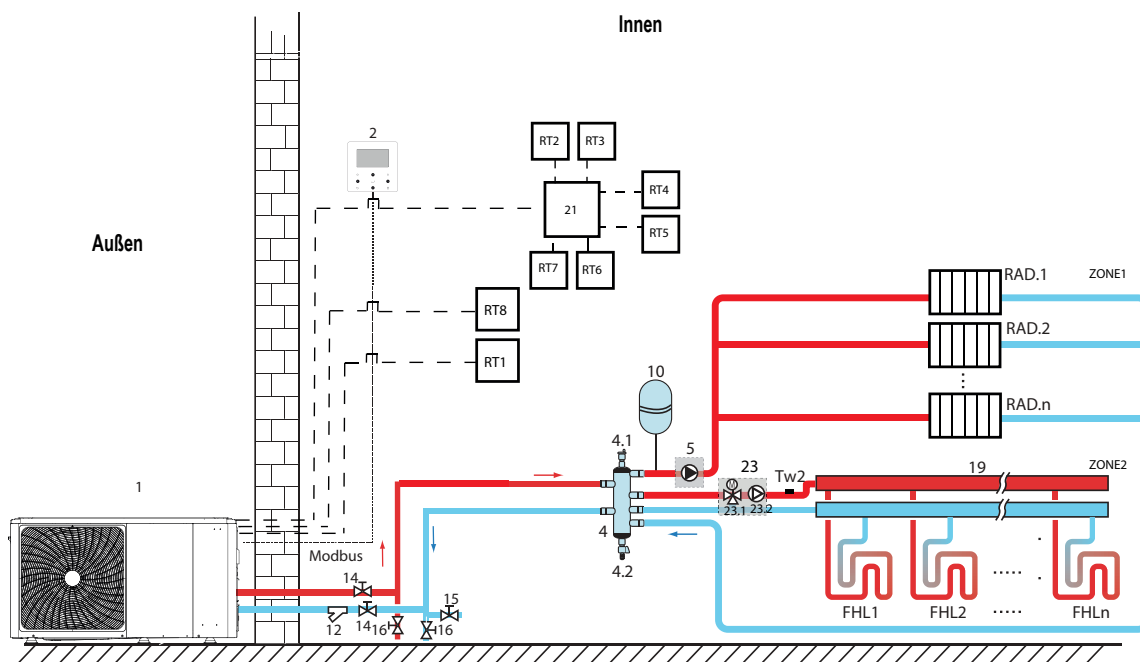 Innen
Außen
2
RT2
RT3
21
RT4
RT5
RT7
RT6
RT8
RT1
RAD.1
ZONE1
RAD.2
RAD.n
10
4.1
5
23
Tw2
19
ZONE2
23.1
23.2
4
4.2
1
Modbus
14
15
12
14
16
16
FHL1
FHL2
FHLn